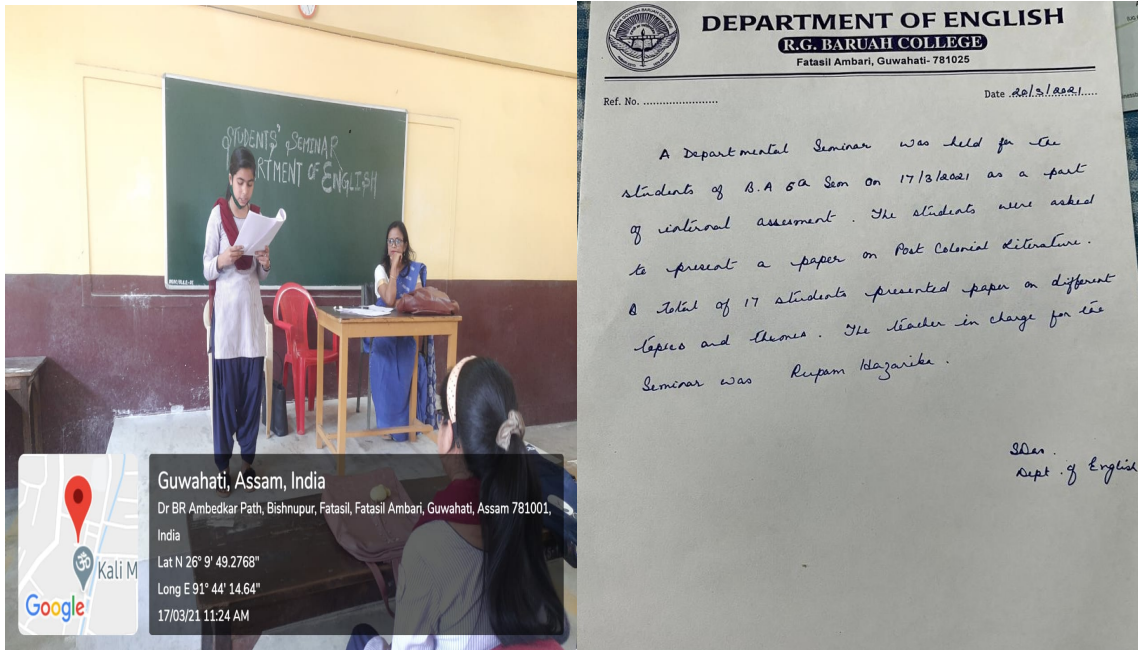 STUDENTS' SEMINAR
DEPARTMENT OF
ENGLISH
Guwahati, Assam, India
Dr BR Ambedkar Path, Bishnupur, Fatasil, Fatasil Ambari, Guwahati, Assam 781001,
India
Lat N 26° 9' 49.2768"
Long E 91° 44' 14.64"
17/03/21 11:24 AM
Kali M
Google
DEPARTMENT OF ENGLISH
R.G. BARUAH COLLEGE
Fatasil Ambari, Guwahati- 781025
Ref. No. ........................
Date 20/3/2021
A Departmental Seminar was held for the
students of B.A 6th Sem on 17/3/2021 as a part
of internal assesment. The students were asked
to present a paper on Post Colonial Literature.
A total of 17 students presented paper on different
topics and themes. The teacher in charge for the
Seminar was Rupam Hazarika.
SDas.
Dept. of English